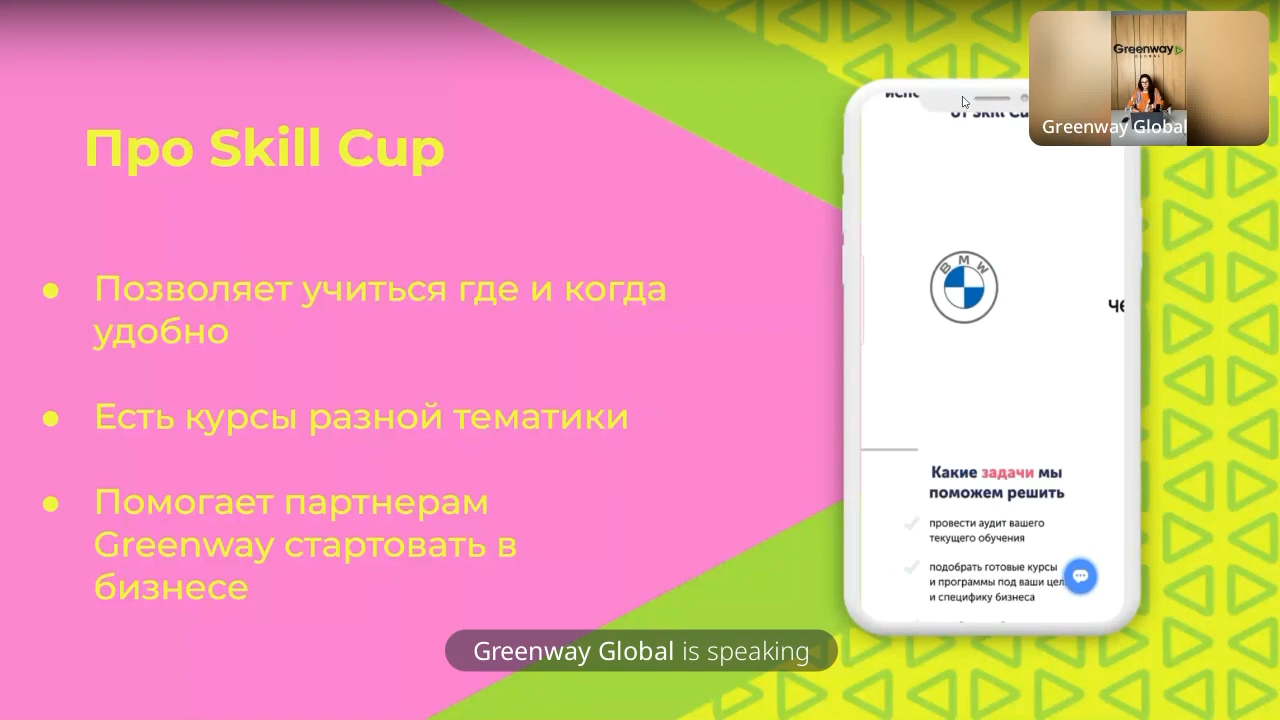 Про Skill Cup
● Позволяет учиться где и когда
удобно
● Есть курсы разной тематики
● Помогает партнерам
Greenway стартовать в
бизнесе
BMW
Какие задачи мы
поможем решить
провести аудит вашего
текущего обучения
подобрать готовые курсы
и программы под ваши
и специфику бизнеса
Greenway
GLOBAL
Greenway Global
Greenway Global is speaking